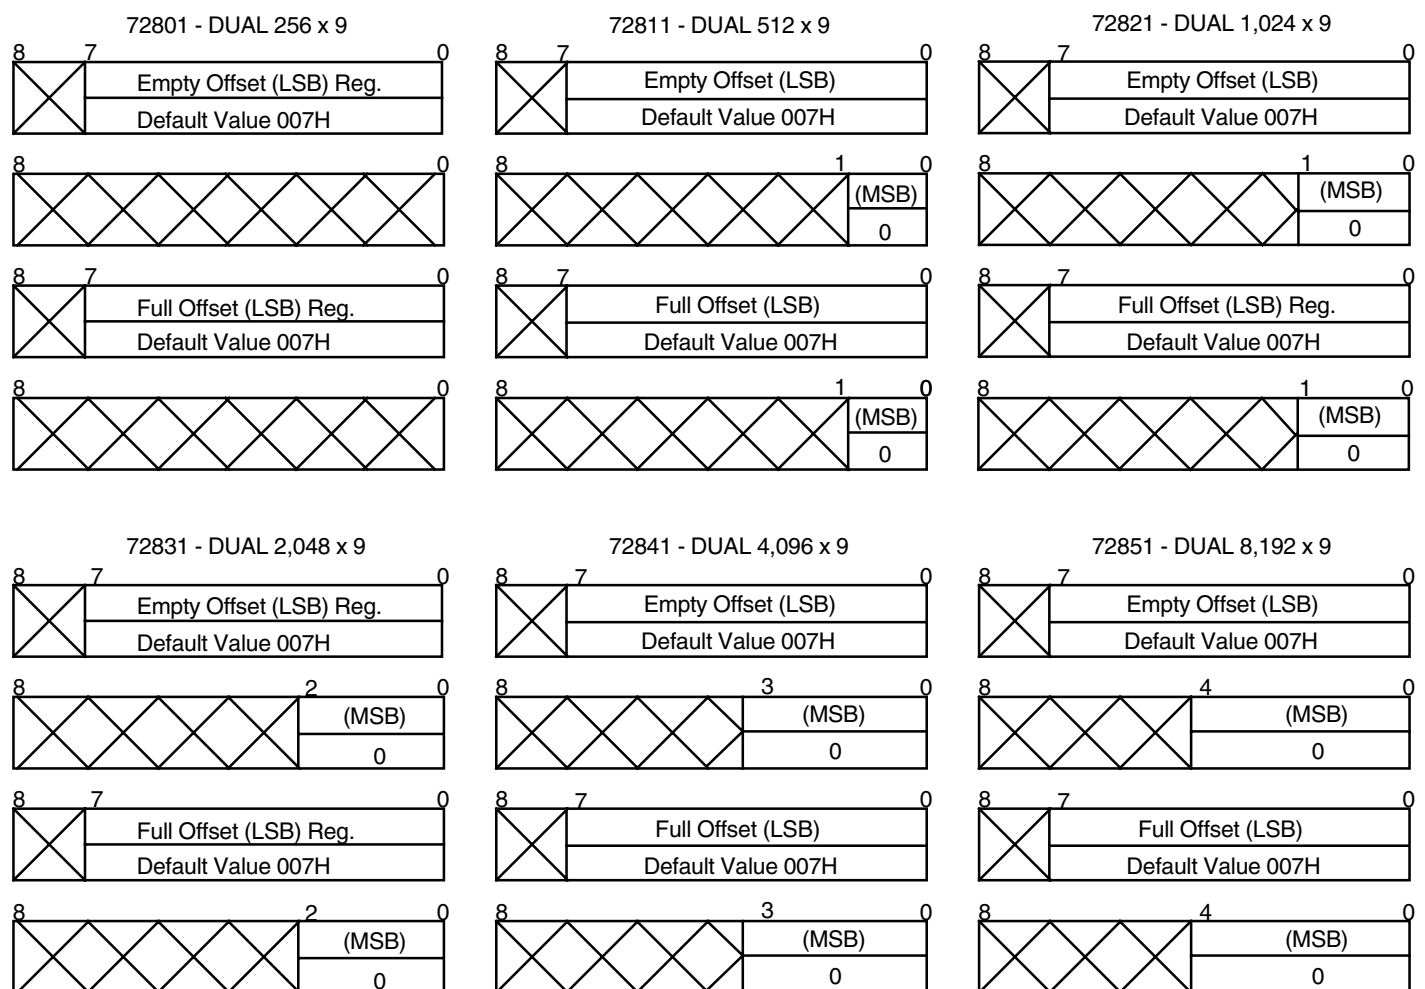 72801 - DUAL 256 x 9
8 7 0
Empty Offset (LSB) Reg.
Default Value 007H
8 0
8 7 0
Full Offset (LSB) Reg.
Default Value 007H
8 0
72811 - DUAL 512 x 9
8 7 0
Empty Offset (LSB)
Default Value 007H
8 1 0
(MSB)
0
8 7 0
Full Offset (LSB)
Default Value 007H
8 1 0
(MSB)
0
72821 - DUAL 1,024 x 9
8 7 0
Empty Offset (LSB)
Default Value 007H
8 1 0
(MSB)
0
8 7 0
Full Offset (LSB) Reg.
Default Value 007H
8 1 0
(MSB)
0
72831 - DUAL 2,048 x 9
8 7 0
Empty Offset (LSB) Reg.
Default Value 007H
8 2 0
(MSB)
0
8 7 0
Full Offset (LSB) Reg.
Default Value 007H
8 2 0
(MSB)
0
72841 - DUAL 4,096 x 9
8 7 0
Empty Offset (LSB)
Default Value 007H
8 3 0
(MSB)
0
8 7 0
Full Offset (LSB)
Default Value 007H
8 3 0
(MSB)
0
72851 - DUAL 8,192 x 9
8 7 0
Empty Offset (LSB)
Default Value 007H
8 4 0
(MSB)
0
8 7 0
Full Offset (LSB)
Default Value 007H
8 4 0
(MSB)
0